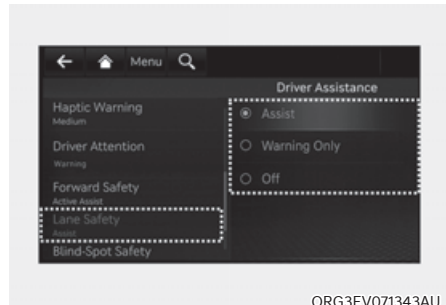 Menu
Driver Assistance
Haptic Warning
Medium
Driver Attention
Warning
Forward Safety
Active Assist
Lane Safety
Assist
Blind-Spot Safety
Assist
Warning Only
Off
ORG3EV071343AU